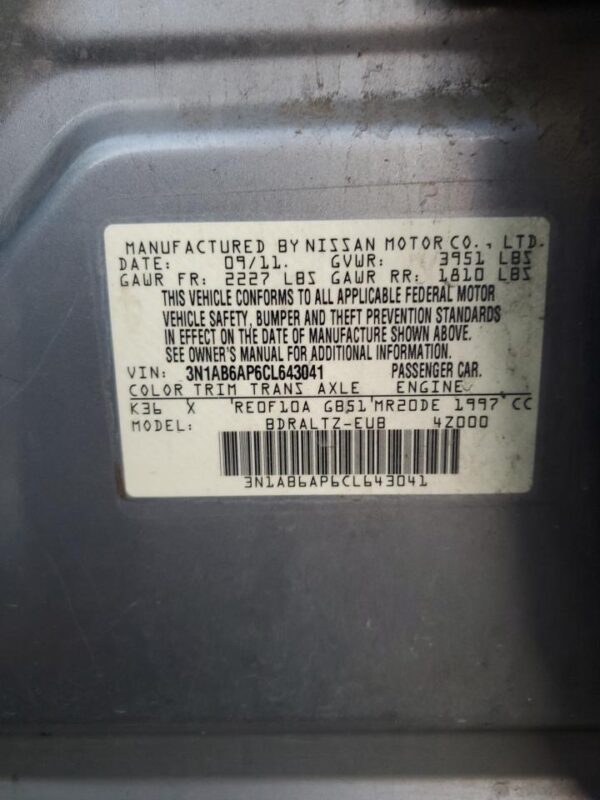 MANUFACTURED BY NISSAN MOTOR CO., LTD.
DATE: 09/11. GVWR: 3951 LBS
GAWR FR: 2227 LBS GAWR RR: 1810 LBS
THIS VEHICLE CONFORMS TO ALL APPLICABLE FEDERAL MOTOR
VEHICLE SAFETY, BUMPER AND THEFT PREVENTION STANDARDS
IN EFFECT ON THE DATE OF MANUFACTURE SHOWN ABOVE.
SEE OWNER'S MANUAL FOR ADDITIONAL INFORMATION.
VIN: 3N1AB6AP6CL643041 PASSENGER CAR.
COLOR TRIM TRANS AXLE ENGINE
K36 X RE0F10A GB51 MR20DE 1997 CC
MODEL: BDRALTZ-EUB 4Z000
3N1AB6AP6CL643041